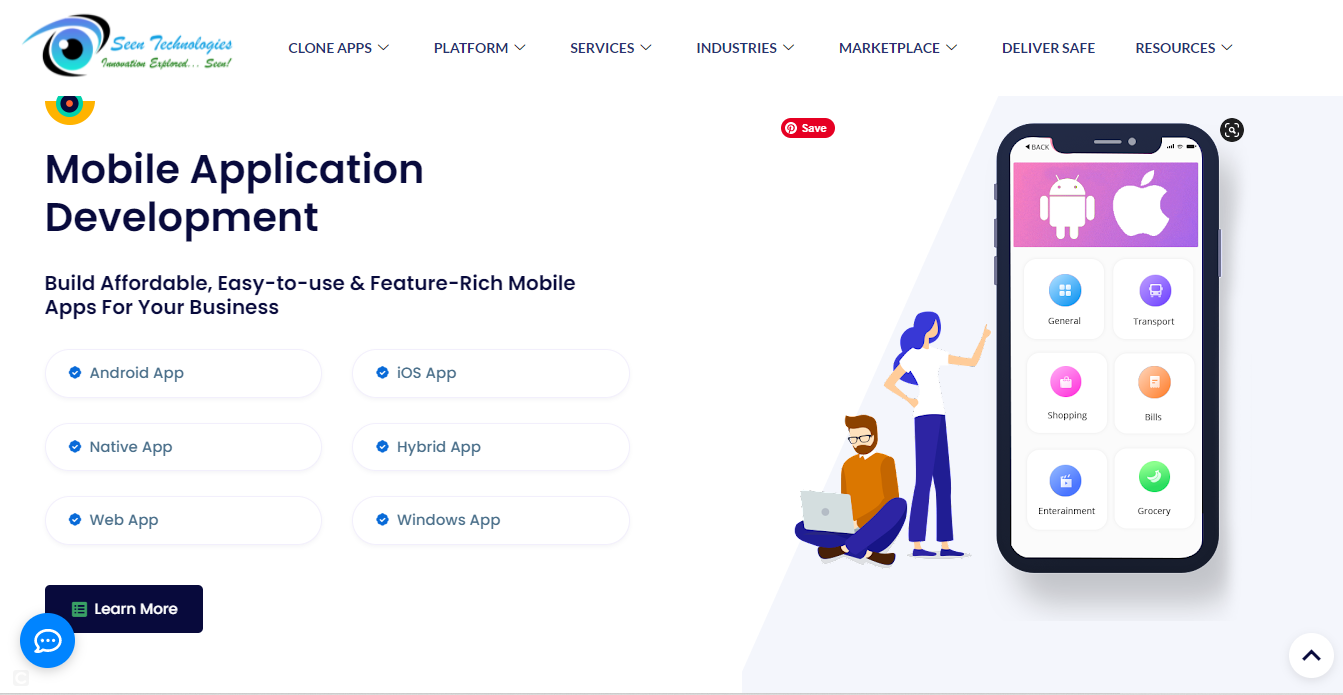 Seen Technologies
Innovation Explored... Seen!
CLONE APPS
PLATFORM
SERVICES
INDUSTRIES
MARKETPLACE
DELIVER SAFE
RESOURCES
Mobile Application
Development
Build Affordable, Easy-to-use & Feature-Rich Mobile
Apps For Your Business
Android App
iOS App
Native App
Hybrid App
Web App
Windows App
Learn More
Save
BACK
General
Transport
Shopping
Bills
Enterainment
Grocery